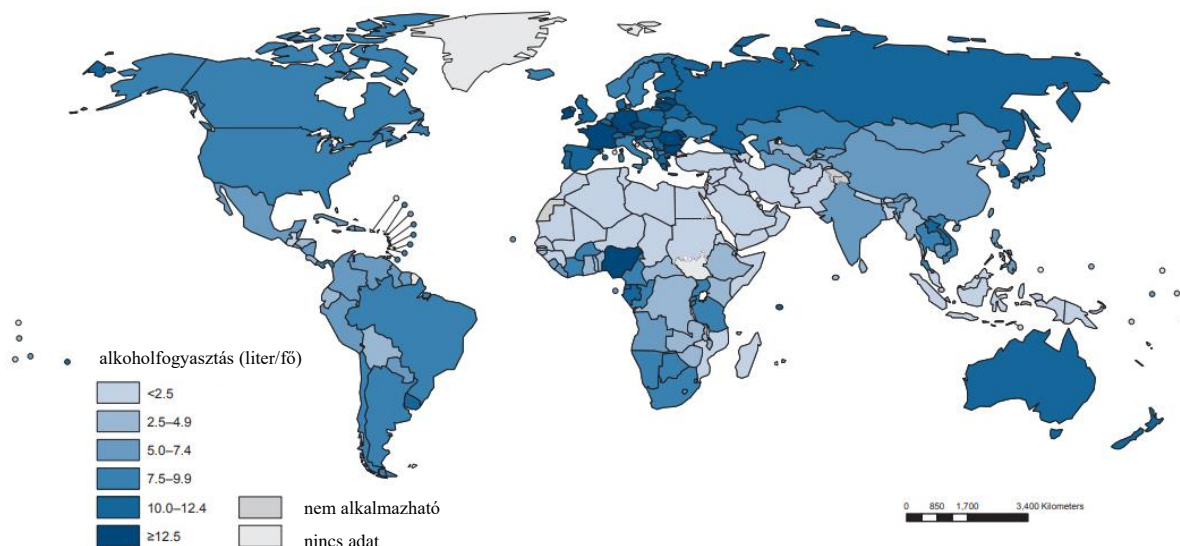 alkoholfogyasztás (liter/fő)
<2.5
2.5–4.9
5.0–7.4
7.5–9.9
10.0–12.4
≥12.5
nem alkalmazható
nincs adat
0 850 1,700 3,400 Kilometers